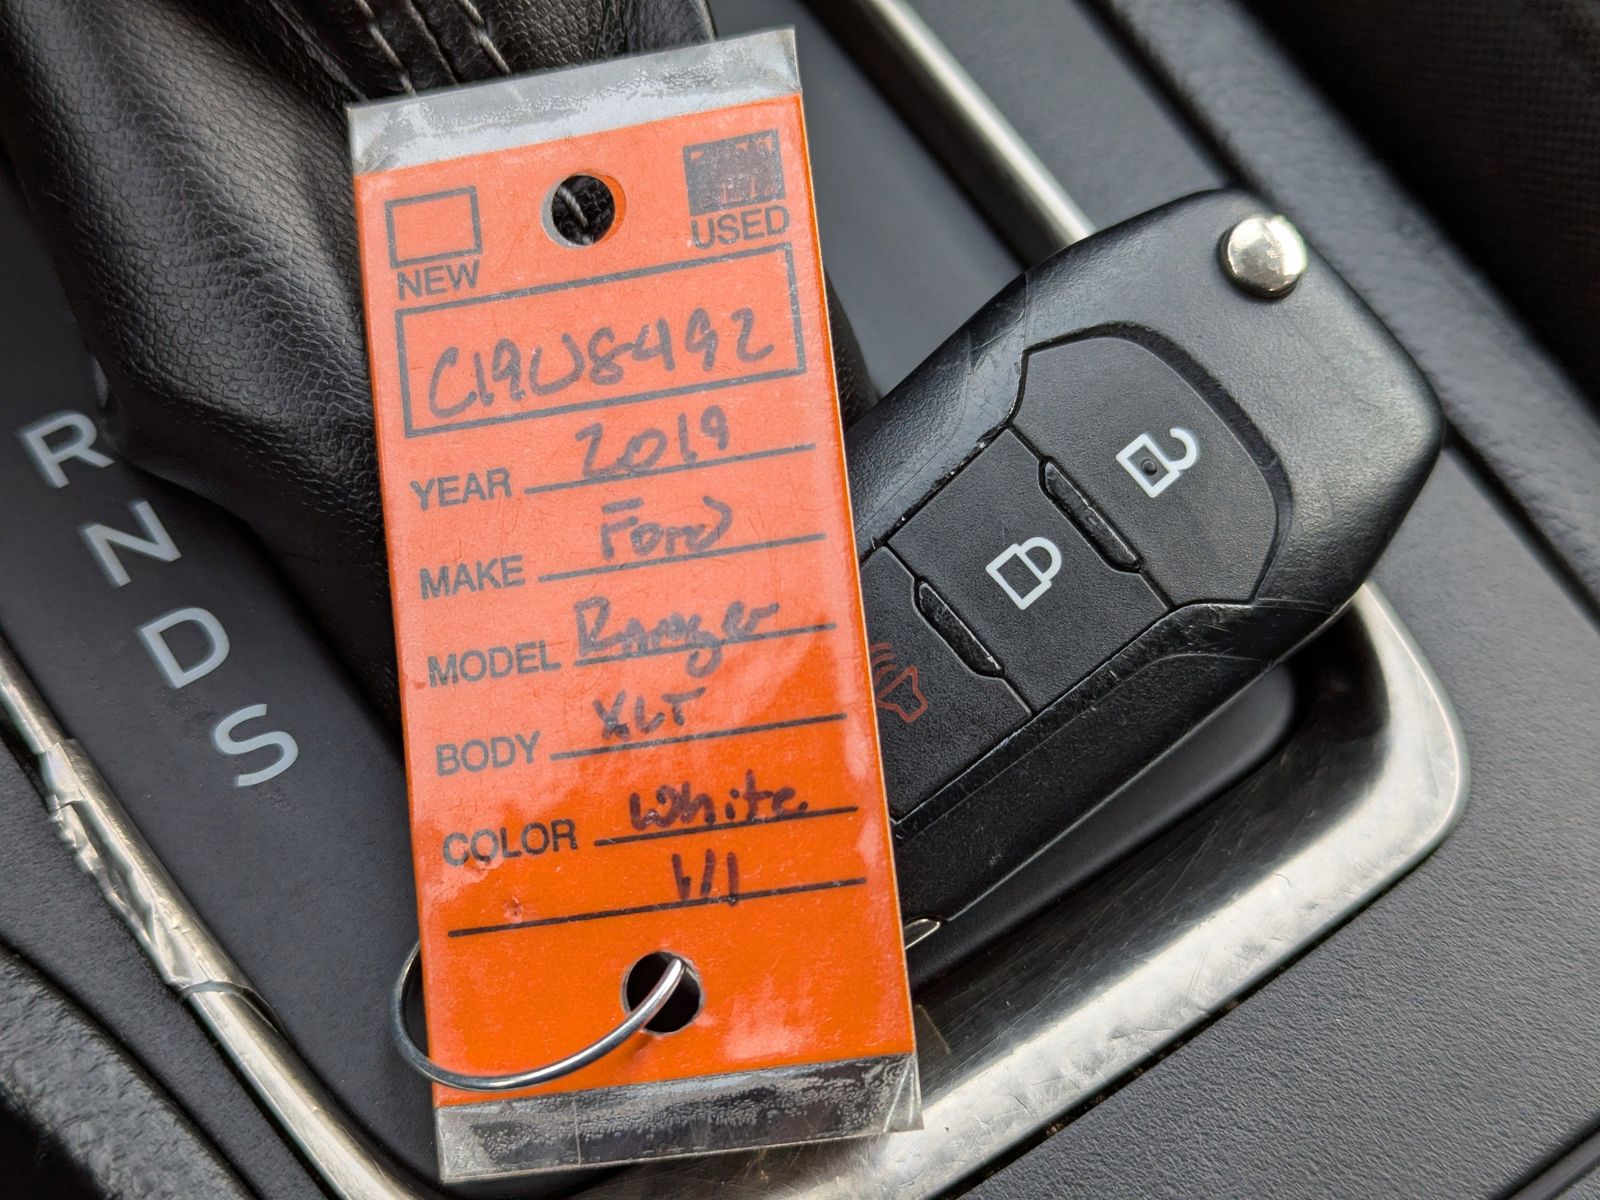 NEW USED
C19U8492
YEAR 2019
MAKE Ford
MODEL Ranger
BODY XLT
COLOR White
R
N
D
S